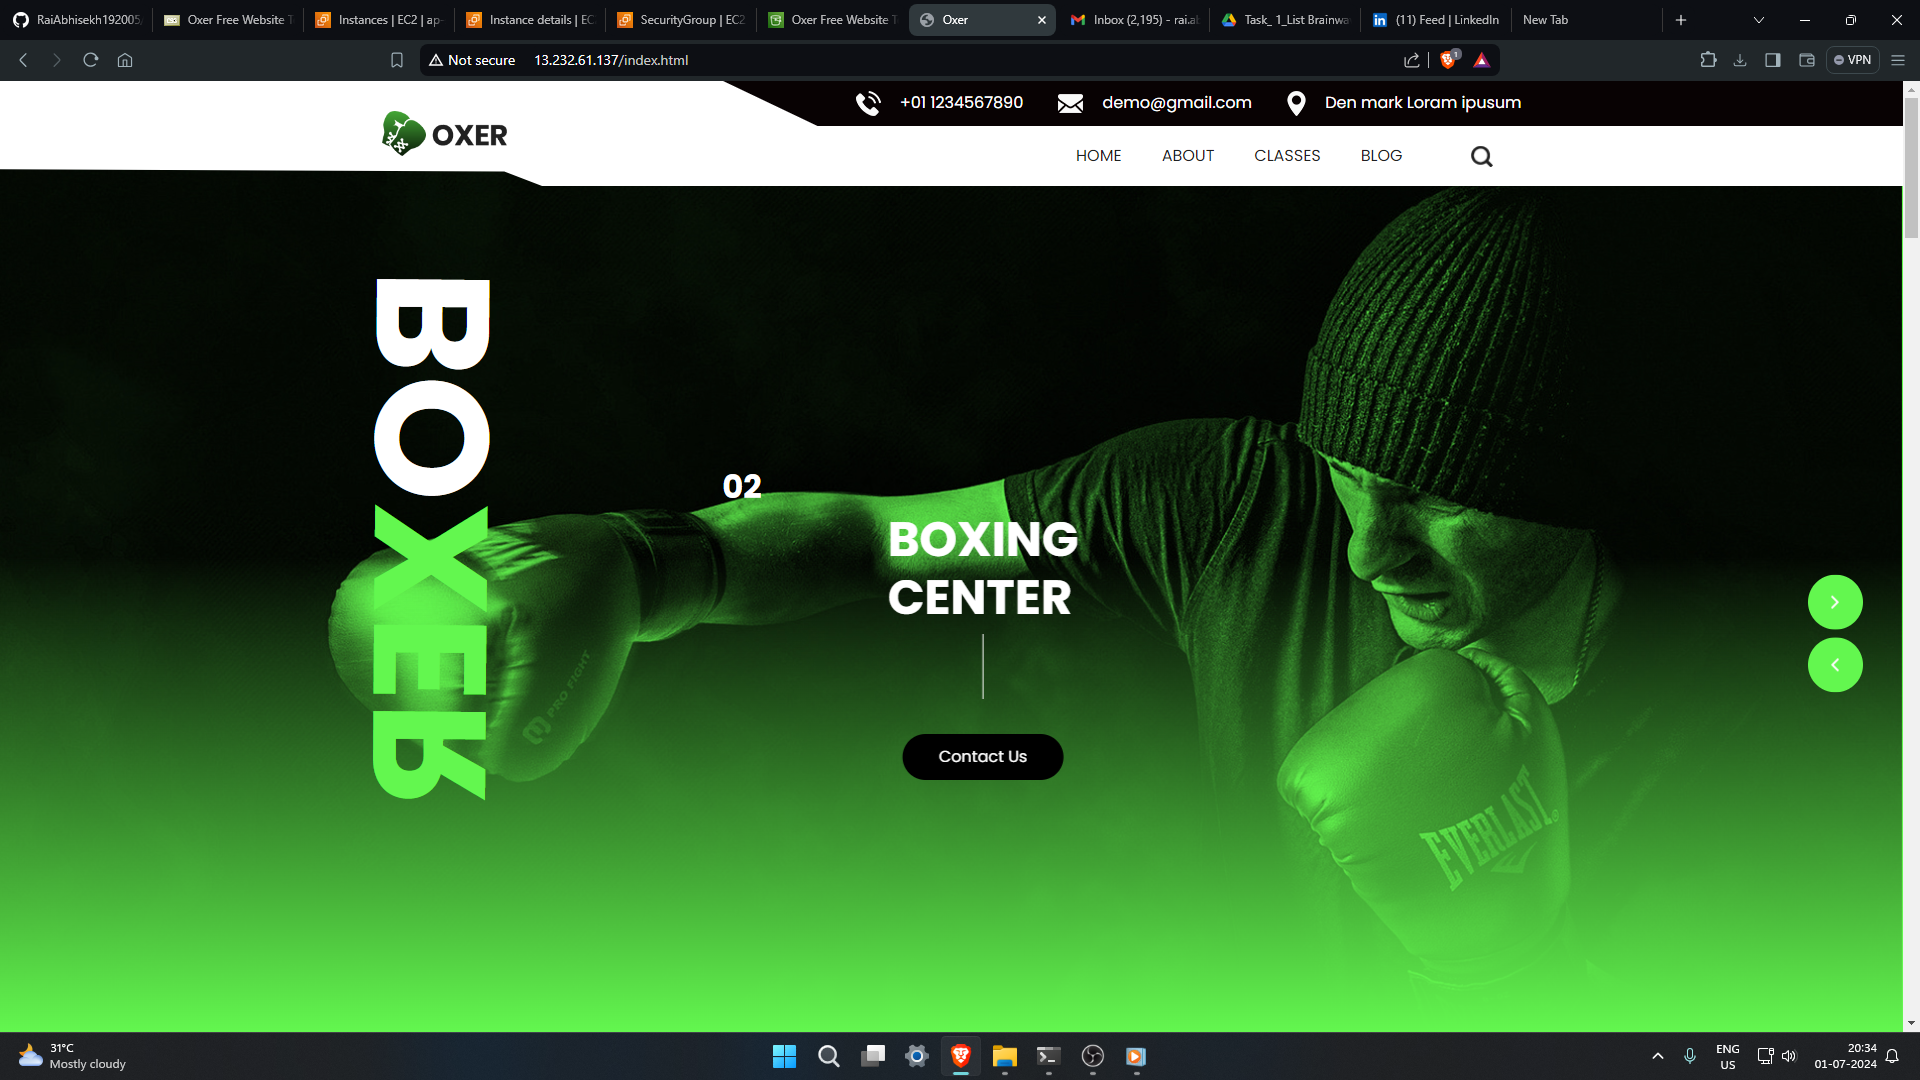 RaiAbhisekh192005/
Oxer Free Website T
Instances | EC2 | ap-
Instance details | EC
SecurityGroup | EC2
Oxer Free Website T
Oxer
Inbox (2,195) - rai.a
Task_ 1_List Brainwa
(11) Feed | LinkedIn
New Tab
Not secure 13.232.61.137/index.html
1
VPN
+01 1234567890
demo@gmail.com
Den mark Loram ipusum
OXER
HOME ABOUT CLASSES BLOG
BOXER
02
BOXING
CENTER
Contact Us
PRO FIGHT
EVERLAST
31°C
Mostly cloudy
ENG
US
20:34
01-07-2024